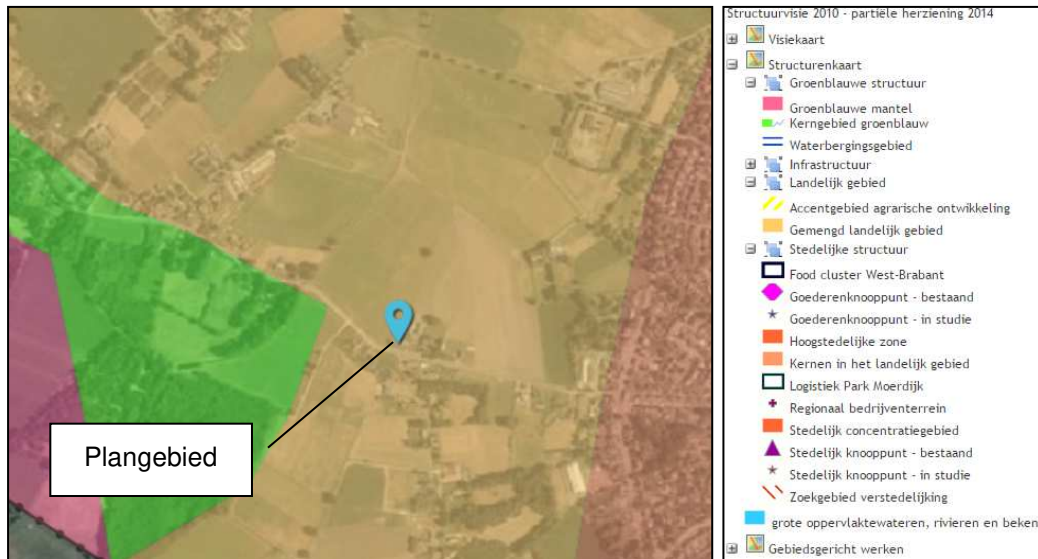 Plangebied
Structuurvisie 2010 - partiële herziening 2014
Visiekaart
Structurenkaart
Groenblauwe structuur
Groenblauwe mantel
Kerngebied groenblauw
Waterbergingsgebied
Infrastructuur
Landelijk gebied
Accentgebied agrarische ontwikkeling
Gemengd landelijk gebied
Stedelijke structuur
Food cluster West-Brabant
Goederenknooppunt - bestaand
Goederenknooppunt - in studie
Hoogstedelijke zone
Kernen in het landelijk gebied
Logistiek Park Moerdijk
Regionaal bedrijventerrein
Stedelijk concentratiegebied
Stedelijk knooppunt - bestaand
Stedelijk knooppunt - in studie
Zoekgebied verstedelijking
grote oppervlaktewateren, rivieren en beken
Gebiedsgericht werken